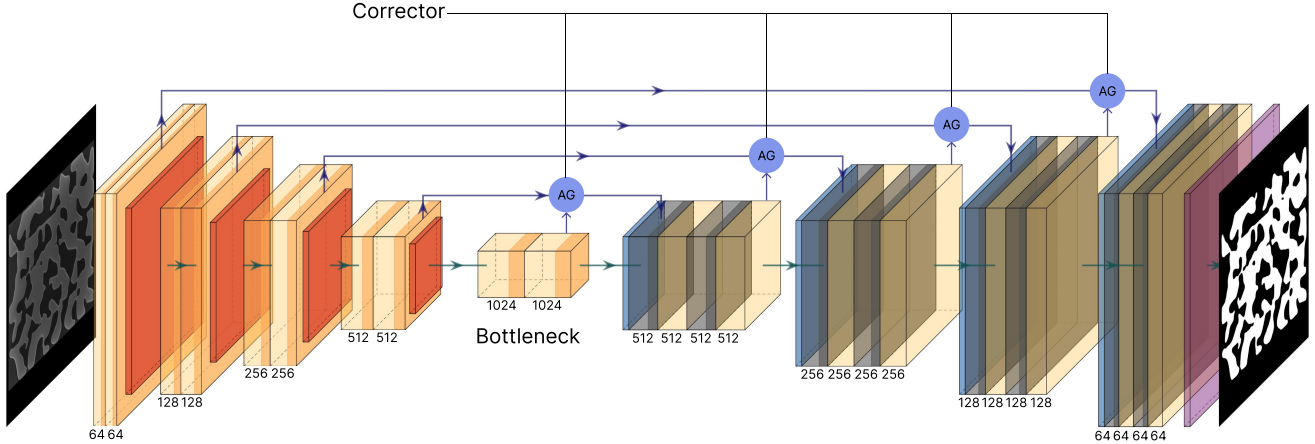 Corrector
AG
AG
AG
AG
1024 1024
Bottleneck
512 512
512 512 512 512
256 256
256 256 256 256
128 128
128 128 128 128
64 64
64 64 64 64